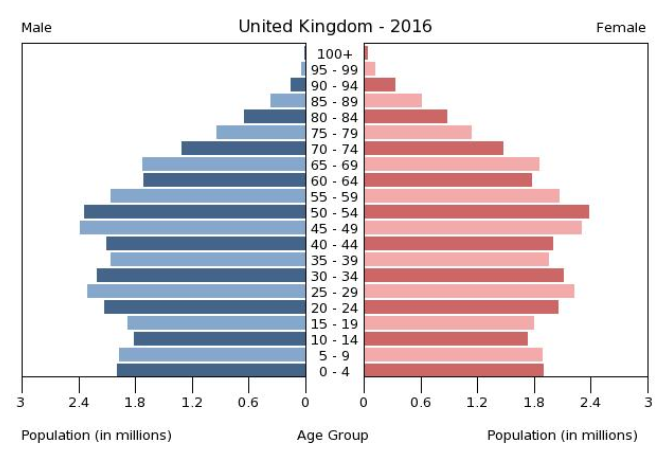 United Kingdom - 2016
Male
Female
100+
95 - 99
90 - 94
85 - 89
80 - 84
75 - 79
70 - 74
65 - 69
60 - 64
55 - 59
50 - 54
45 - 49
40 - 44
35 - 39
30 - 34
25 - 29
20 - 24
15 - 19
10 - 14
5 - 9
0 - 4
3 2.4 1.8 1.2 0.6 0 0 0.6 1.2 1.8 2.4 3
Population (in millions) Age Group Population (in millions)